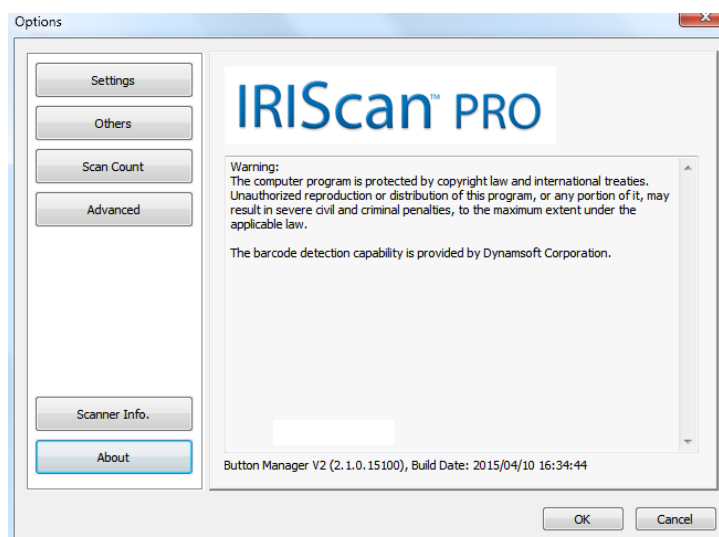 Options
Settings
Others
Scan Count
Advanced
Scanner Info.
About
IRIScan™ PRO
Warning:
The computer program is protected by copyright law and international treaties.
Unauthorized reproduction or distribution of this program, or any portion of it, may
result in severe civil and criminal penalties, to the maximum extent under the
applicable law.
The barcode detection capability is provided by Dynamsoft Corporation.
Button Manager V2 (2.1.0.15100), Build Date: 2015/04/10 16:34:44
OK
Cancel